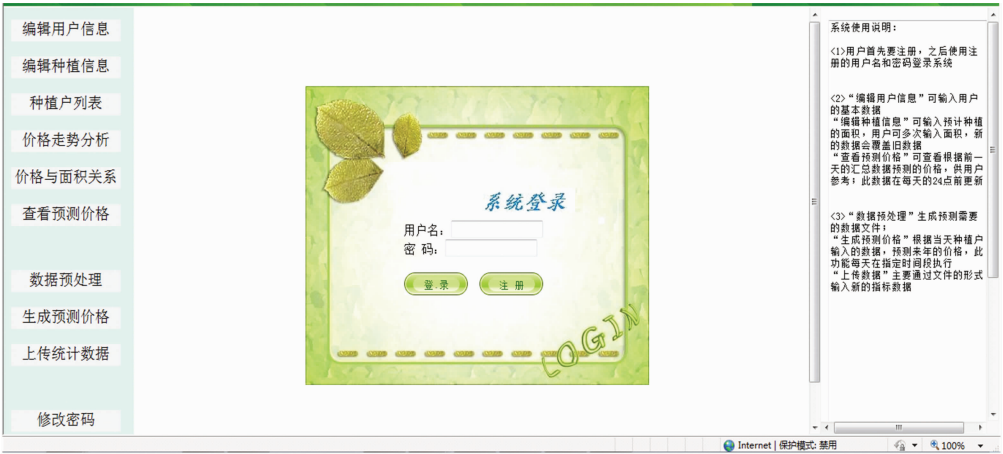 编辑用户信息
编辑种植信息
种植户列表
价格走势分析
价格与面积关系
查看预测价格
数据预处理
生成预测价格
上传统计数据
修改密码
系统登录
用户名:
密 码:
登 录
注 册
LOGIN
系统使用说明:
<1>用户首先要注册，之后使用注
册的用户名和密码登录系统
<2>“编辑用户信息”可输入用户
的基本数据
“编辑种植信息”可输入预计种植
的面积，用户可多次输入面积，新
的数据会覆盖旧数据
“查看预测价格”可查看根据前一
天的汇总数据预测的价格，供用户
参考；此数据在每天的24点前更新
<3>“数据预处理”生成预测需要
的数据文件；
“生成预测价格”根据当天种植户
输入的数据，预测来年的价格，此
功能每天在指定时间段执行
“上传数据”主要通过文件的形式
输入新的指标数据
Internet | 保护模式: 禁用
100%